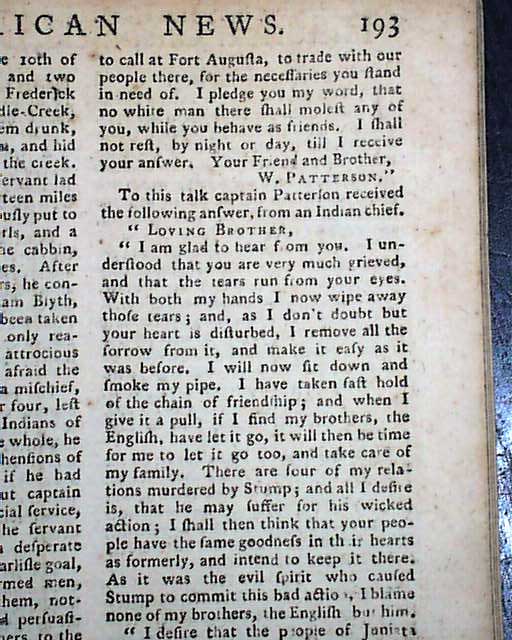 RICAN NEWS. 193
e 10th of
and two
Frederick
dle-Creek,
em drunk,
, and hid
the creek.
ervant lad
rteen miles
ously put to
rls, and a
he cabbin,
es. After
rs, he con-
am Blyth,
been taken
only rea-
attrocious
afraid the
a mischief,
r four, left
Indians of
e whole, he
hensions of
if he had
ut captain
cial service,
he servant
a desperate
arlisle goal,
rmed men,
hem, not-
d persuasi-
hers to the
to call at Fort Auguſta, to trade with our
people there, for the neceſſaries you ſtand
in need of. I pledge you my word, that
no white man there ſhall moleſt any of
you, while you behave as friends. I ſhall
not reſt, by night or day, till I receive
your anſwer. Your Friend and Brother,
W. PATTERSON."
To this talk captain Patterſon received
the following anſwer, from an Indian chief.
" LOVING BROTHER,
" I am glad to hear from you. I un-
derſtood that you are very much grieved,
and that the tears run from your eyes.
With both my hands I now wipe away
thoſe tears; and, as I don't doubt but
your heart is diſturbed, I remove all the
ſorrow from it, and make it eaſy as it
was before. I will now ſit down and
ſmoke my pipe. I have taken faſt hold
of the chain of friendſhip; and when I
give it a pull, if I find my brothers, the
Engliſh, have let it go, it will then be time
for me to let it go too, and take care of
my family. There are four of my rela-
tions murdered by Stump; and all I deſire
is, that he may ſuffer for his wicked
action; I ſhall then think that your peo-
ple have the ſame goodneſs in th ir hearts
as formerly, and intend to keep it there.
As it was the evil ſpirit who cauſed
Stump to commit this bad actio , I blame
none of my brothers, the Engliſh but him.
" I deſire that the people of Juniata